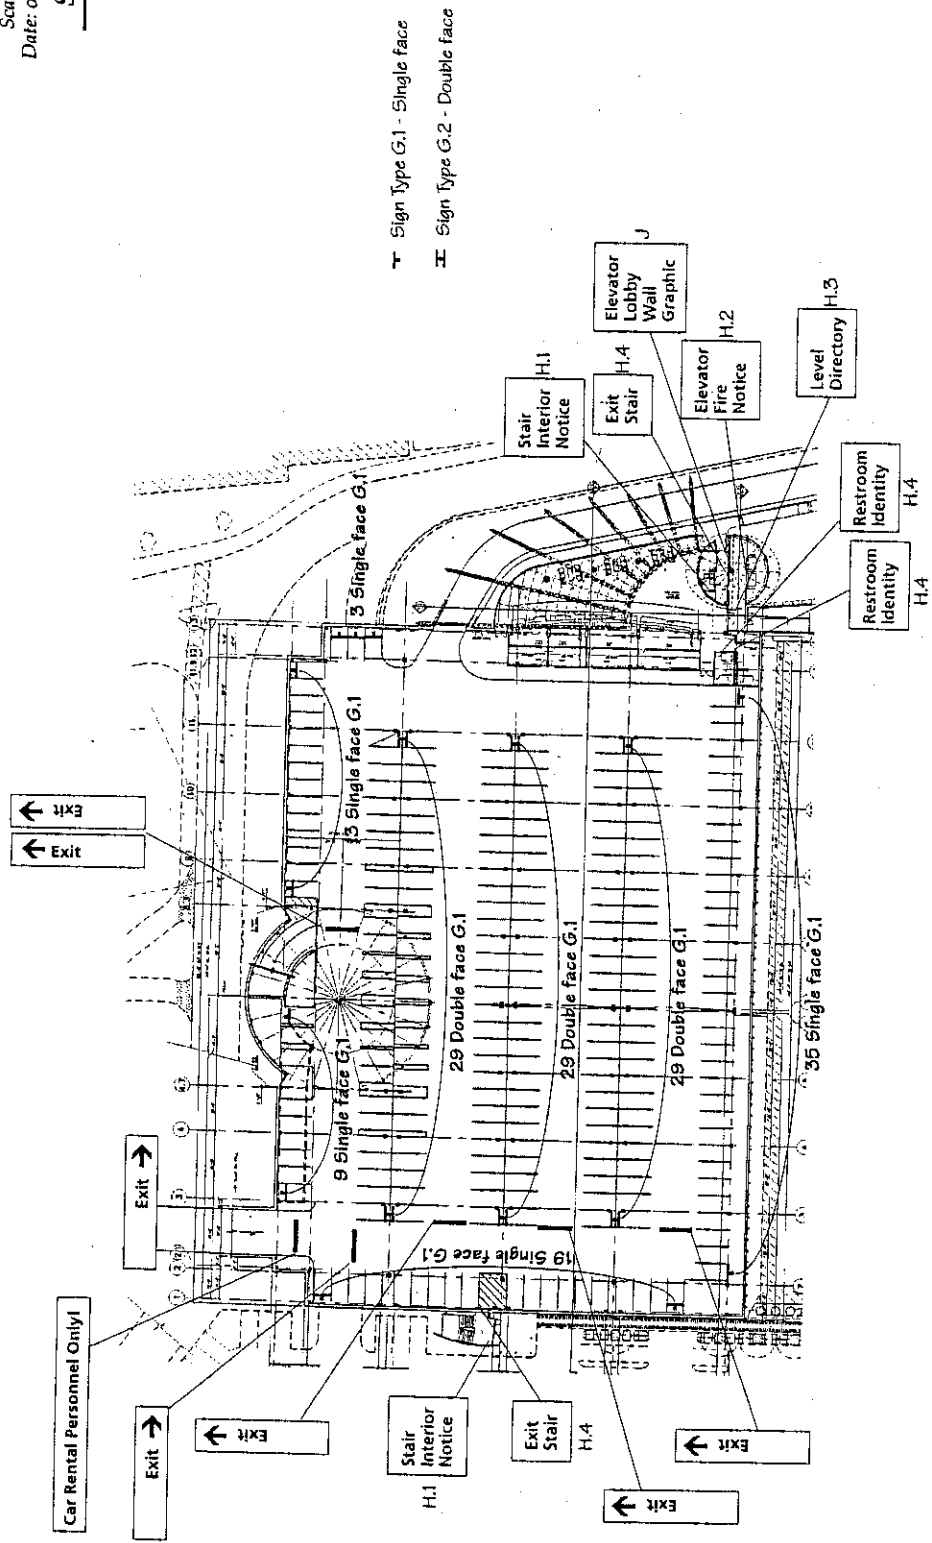 Sign Type G.1 - Single face
Sign Type G.2 - Double face
Car Rental Personnel Only!
Exit →
Exit →
↑ Exit
↑ Exit
↑ Exit
↑ Exit
↑ Exit
3 Single face G.1
13 Single face G.1
9 Single face G.1
29 Double face G.1
29 Double face G.1
29 Double face G.1
19 Single face G.1
35 Single face G.1
Stair
Interior
Notice
H.1
Exit
Stair
H.4
Stair
Interior
Notice
H.1
Exit
Stair
H.4
Elevator
Lobby
Wall
Graphic
J
Elevator
Fire
Notice
H.2
Level
Directory
H.3
Restroom
Identity
H.4
Restroom
Identity
H.4